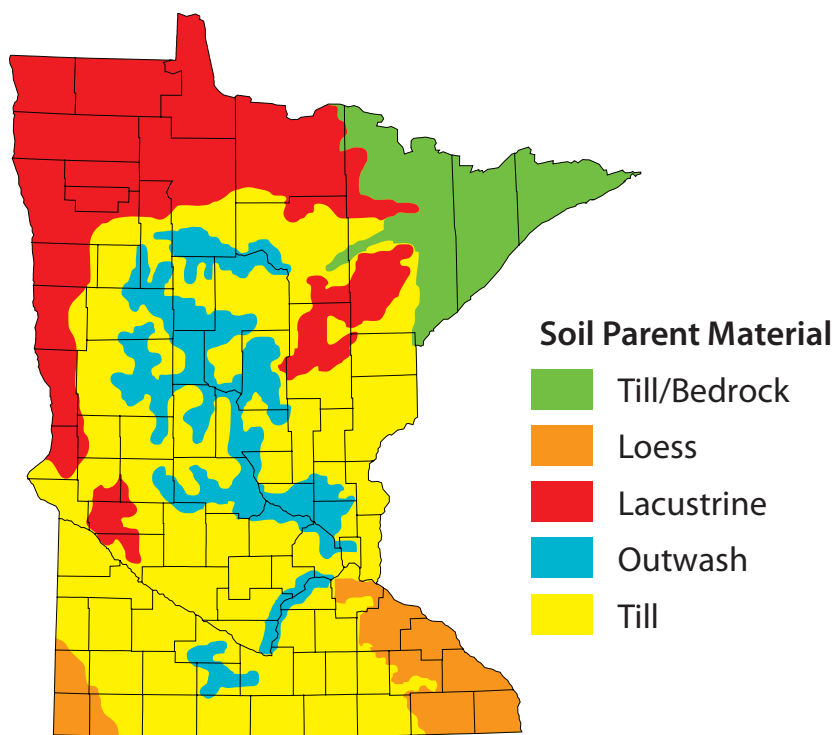 Soil Parent Material
Till/Bedrock
Loess
Lacustrine
Outwash
Till